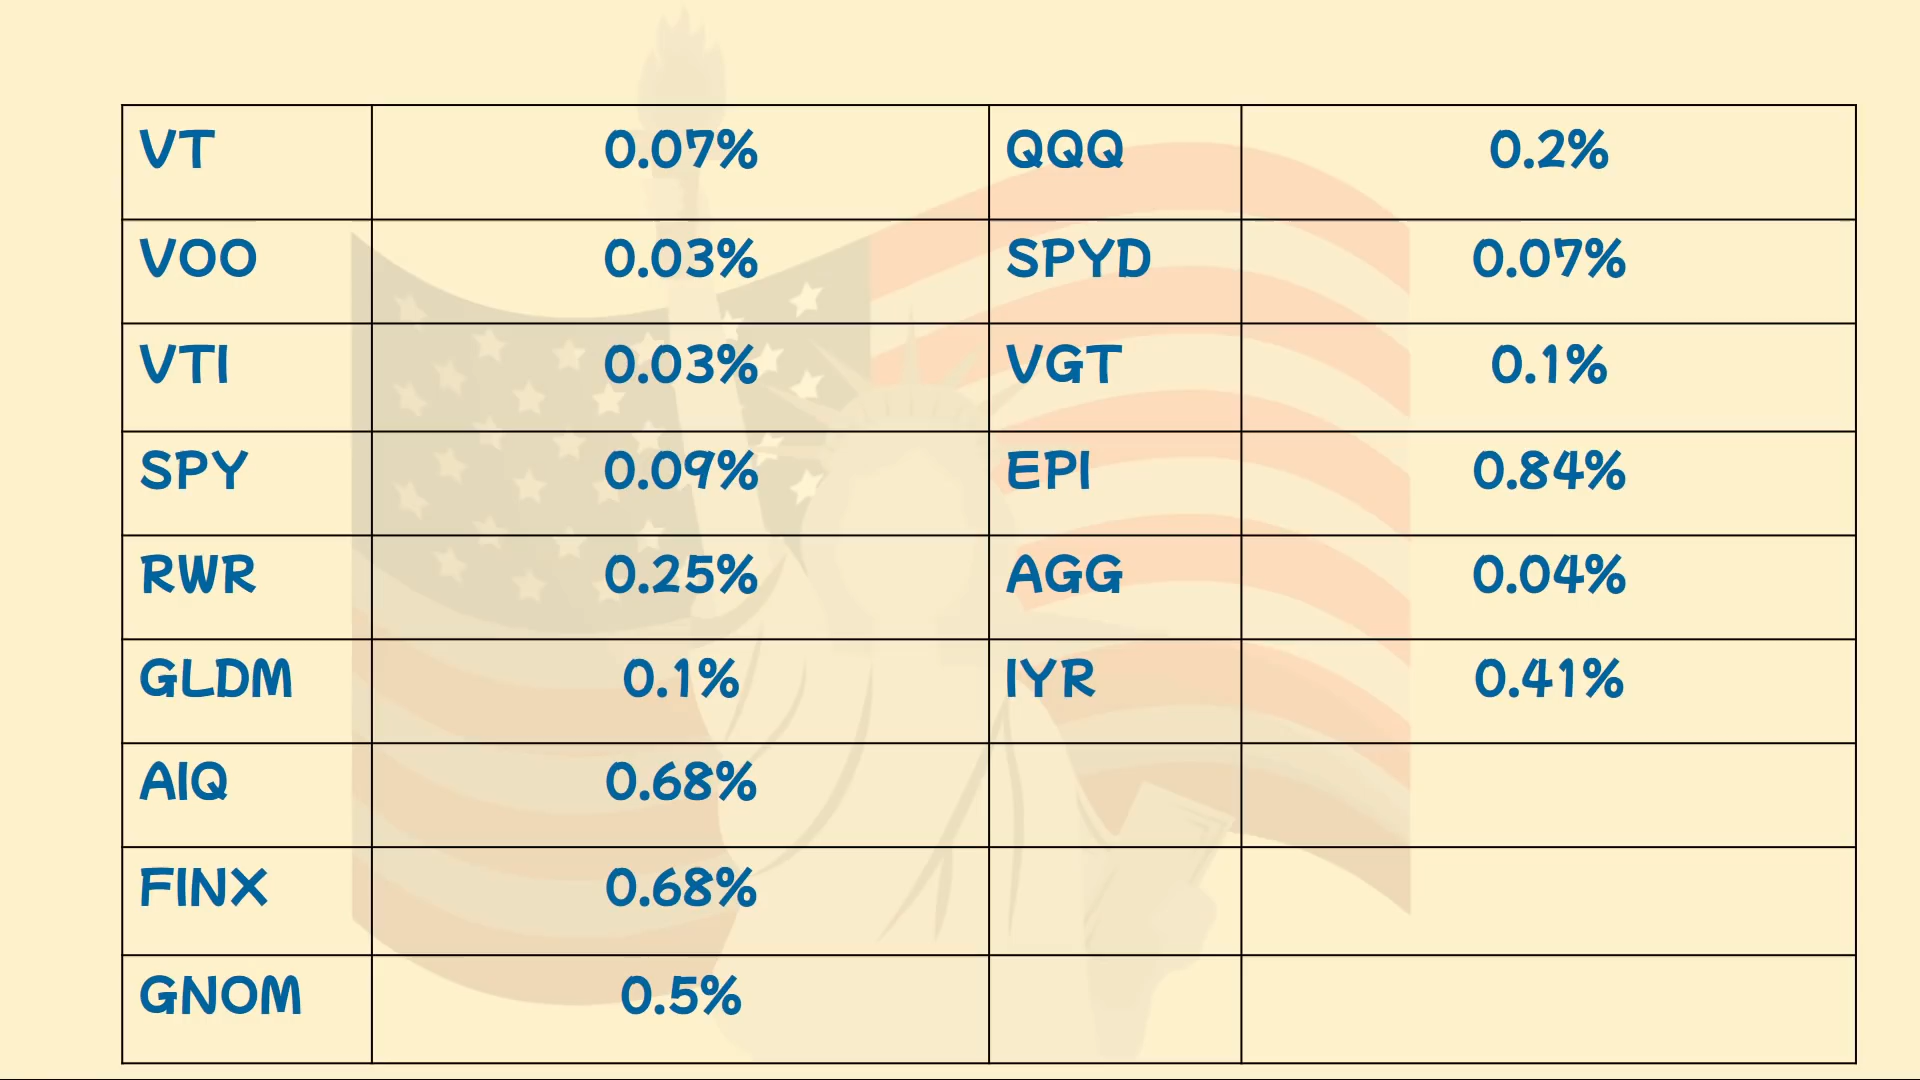 VT 0.07% QQQ 0.2%
VOO 0.03% SPYD 0.07%
VTI 0.03% VGT 0.1%
SPY 0.09% EPI 0.84%
RWR 0.25% AGG 0.04%
GLDM 0.1% IYR 0.41%
AIQ 0.68%
FINX 0.68%
GNOM 0.5%